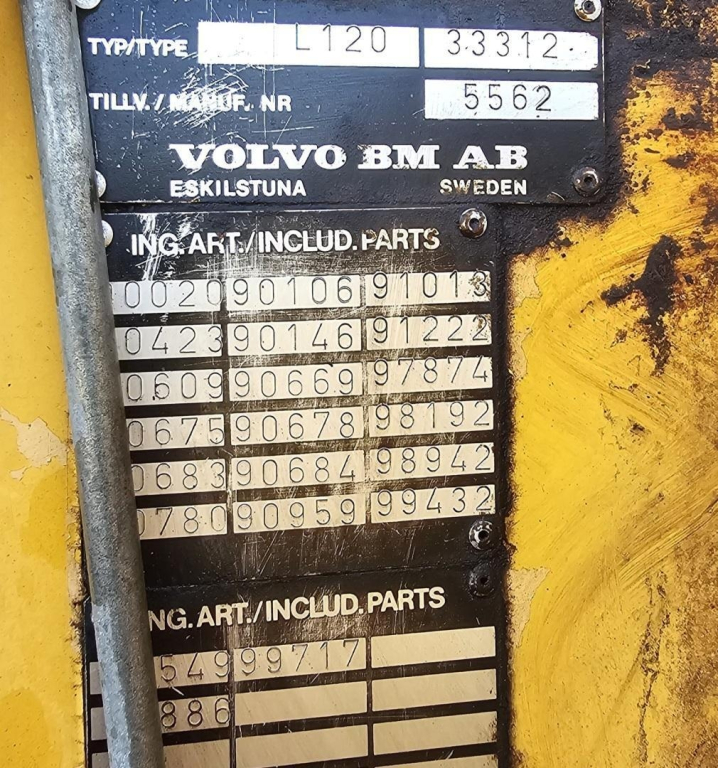 TYP/TYPE L120 33312
TILLV./MANUF. NR 5562
VOLVO BM AB
ESKILSTUNA SWEDEN
ING. ART./INCLUD. PARTS
0020 90106 91013
0423 90146 91222
0609 90669 97874
0675 90678 98192
0683 90684 98942
0780 90959 99432
NG. ART./INCLUD. PARTS
549 99717
886